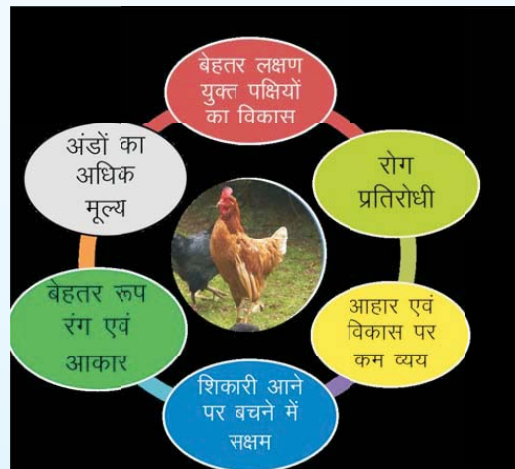 बेहतर लक्षण
युक्त पक्षियों
का विकास
रोग
प्रतिरोधी
आहार एवं
विकास पर
कम व्यय
शिकारी आने
पर बचने में
सक्षम
बेहतर रूप
रंग एवं
आकार
अंडों का
अधिक
मूल्य